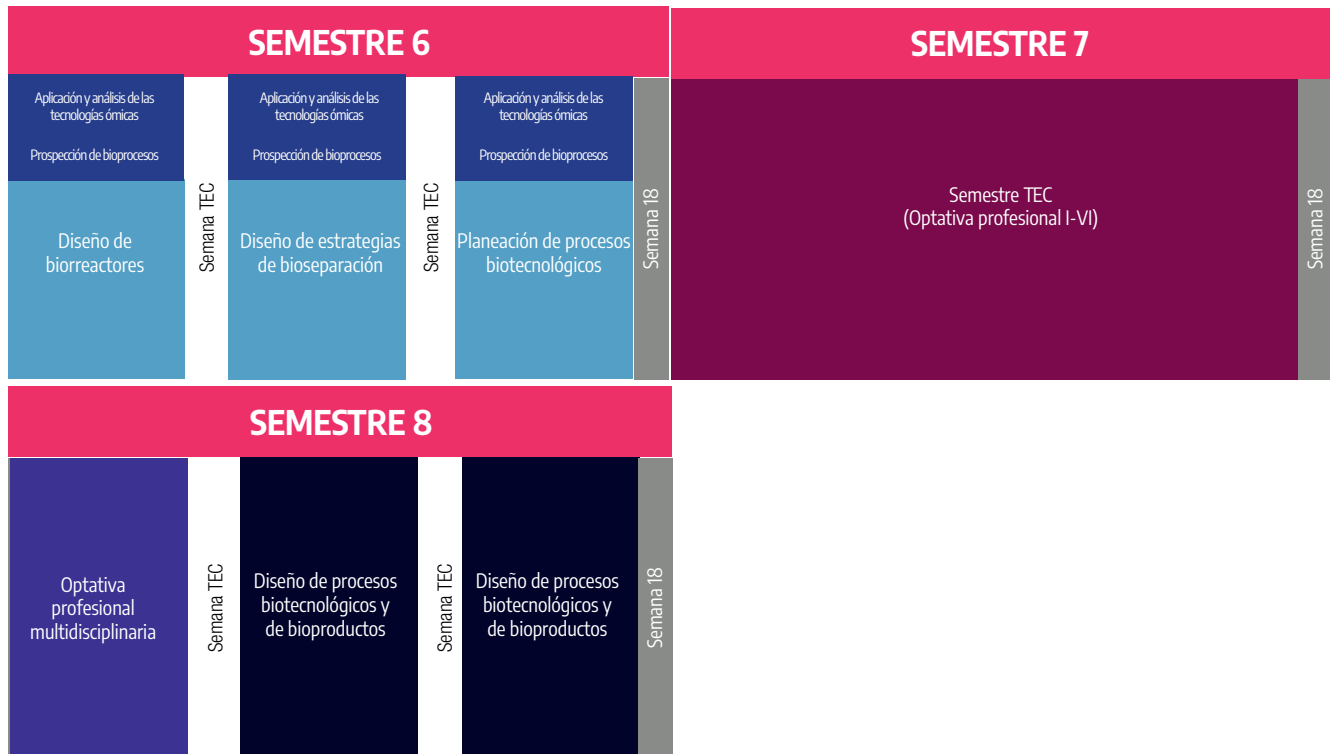 SEMESTRE 6
Aplicación y análisis de las
tecnologías ómicas
Prospección de bioprocesos
Diseño de
biorreactores
Semana TEC
Aplicación y análisis de las
tecnologías ómicas
Prospección de bioprocesos
Diseño de estrategias
de bioseparación
Semana TEC
Aplicación y análisis de las
tecnologías ómicas
Prospección de bioprocesos
Planeación de procesos
biotecnológicos
Semana 18
SEMESTRE 7
Semestre TEC
(Optativa profesional I-VI)
Semana 18
SEMESTRE 8
Optativa
profesional
multidisciplinaria
Semana TEC
Diseño de procesos
biotecnológicos y
de bioproductos
Semana TEC
Diseño de procesos
biotecnológicos y
de bioproductos
Semana 18